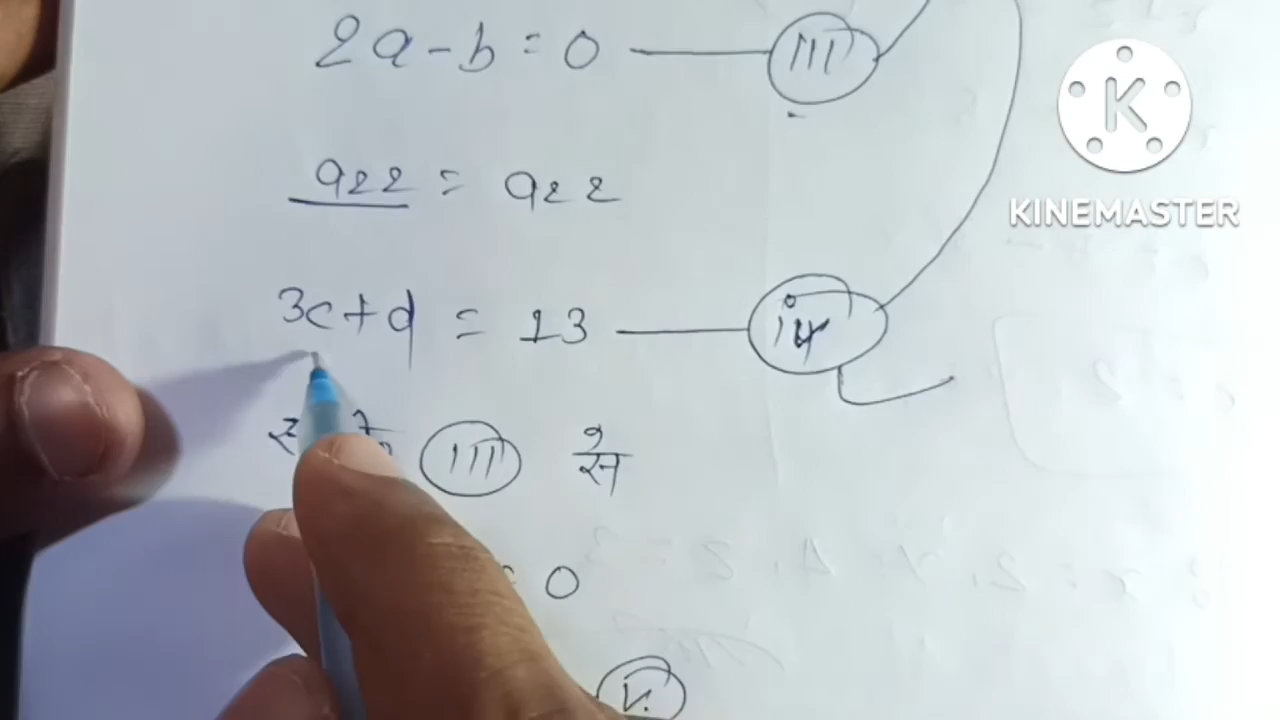 2a - b = 0 — III
a22 = a22
3c + d = 13 — iv
III से
= 0
v.
K
KINEMASTER